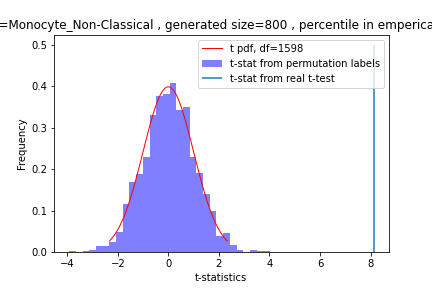 =Monocyte_Non-Classical , generated size=800 , percentile in emperica
t pdf, df=1598
t-stat from permutation labels
t-stat from real t-test
0.5
0.4
0.3
0.2
0.1
0.0
Frequency
−4 −2 0 2 4 6 8
t-statistics